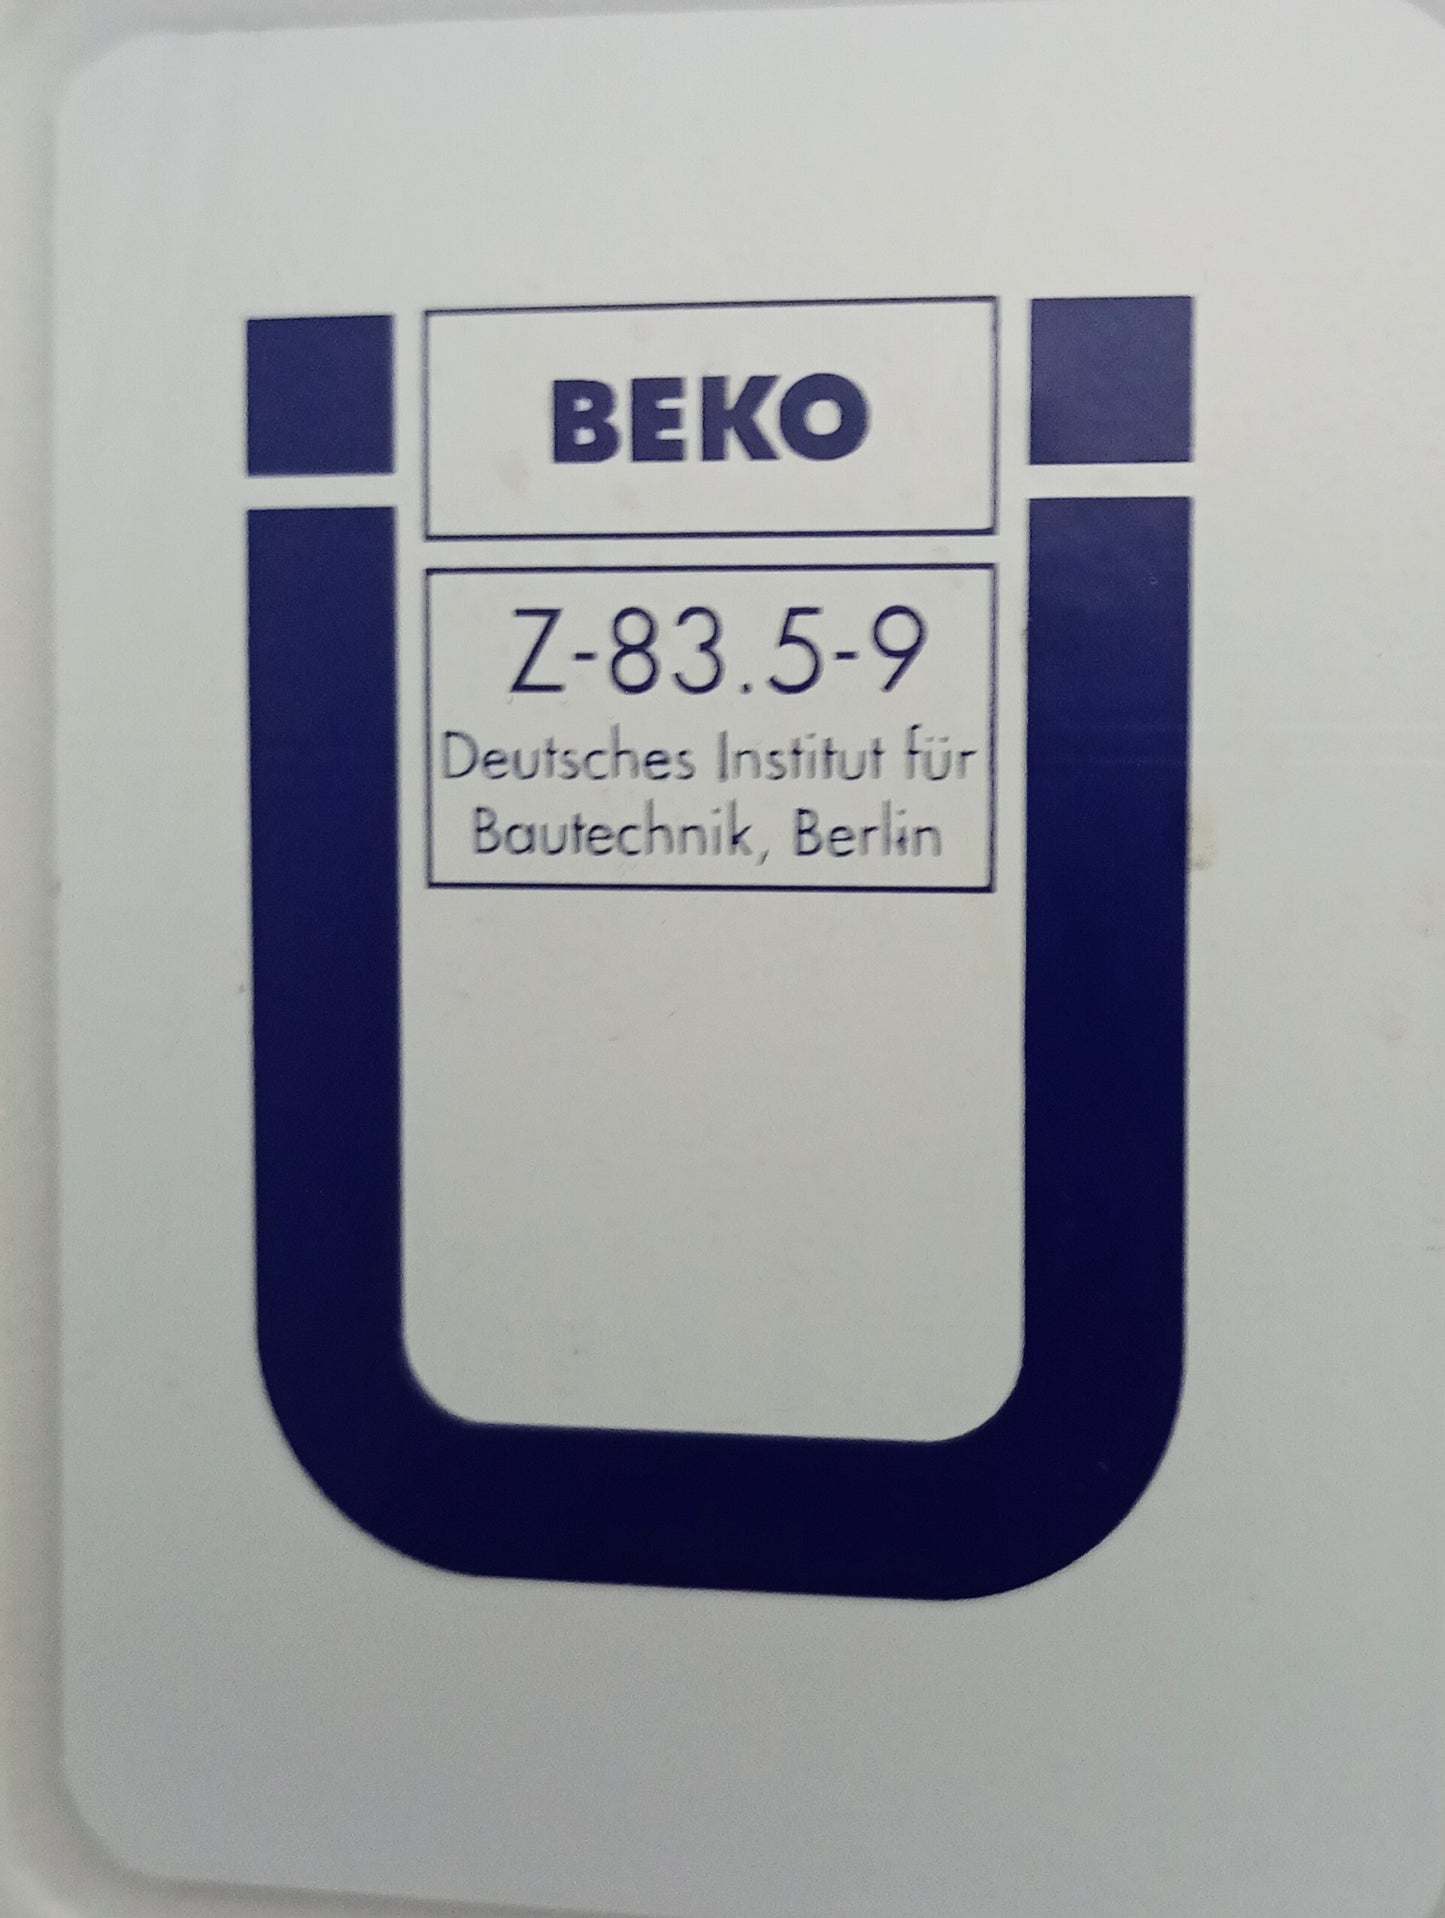 BEKO
Z-83.5-9
Deutsches Institut für
Bautechnik, Berlin